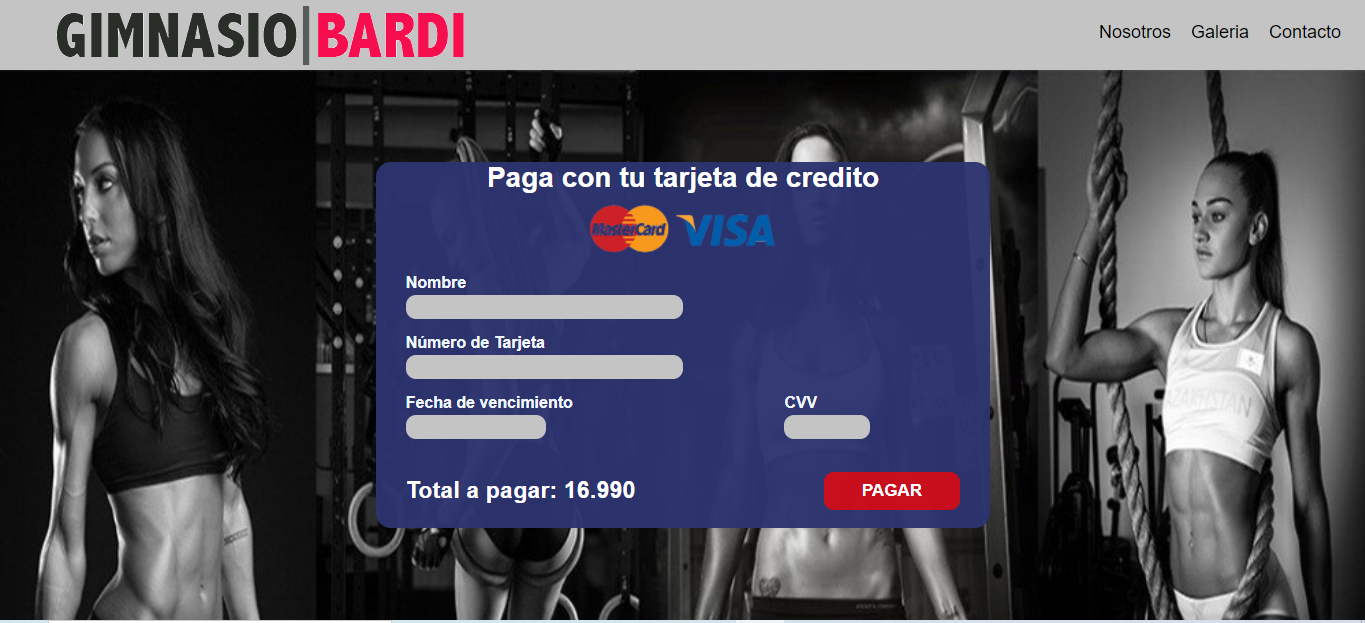 GIMNASIO|BARDI
Nosotros Galeria Contacto
Paga con tu tarjeta de credito
MasterCard VISA
Nombre
Número de Tarjeta
Fecha de vencimiento CVV
Total a pagar: 16.990 PAGAR